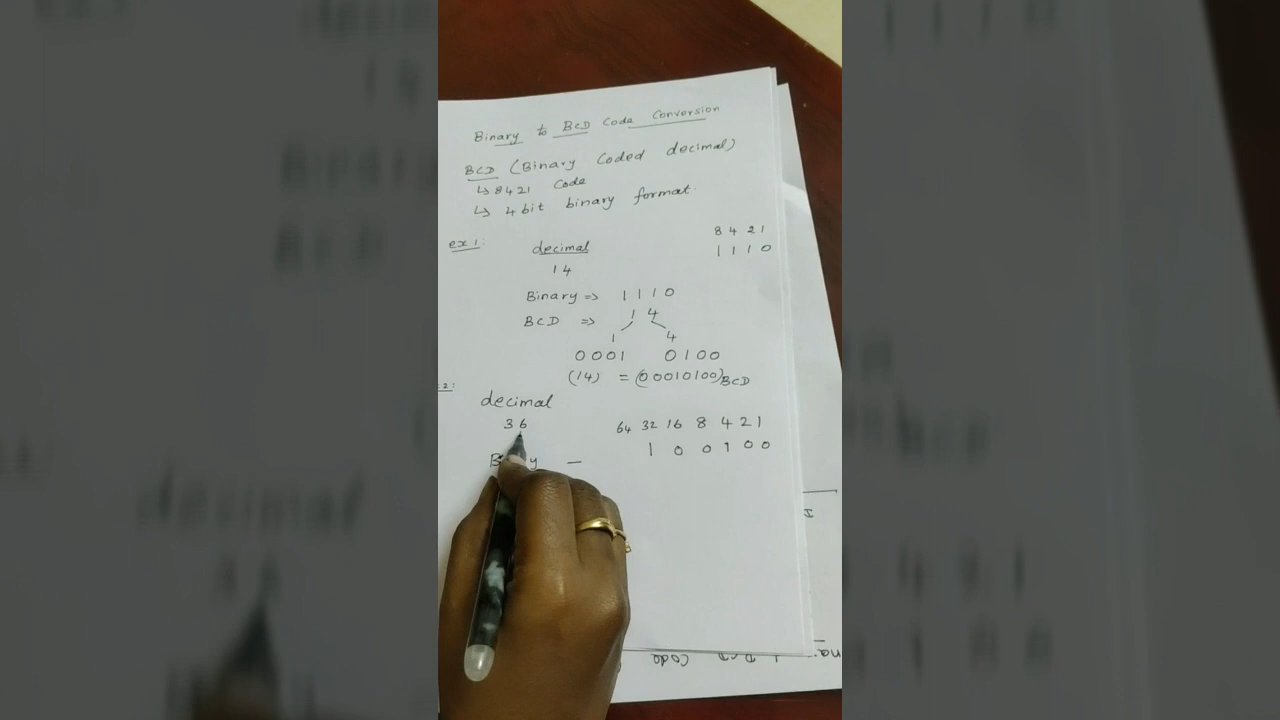 Binary to BCD Code Conversion
BCD (Binary Coded decimal)
↳ 8421 Code
↳ 4 bit binary format.
8 4 2 1
ex 1: decimal 1 1 1 0
14
Binary => 1 1 1 0
BCD => 1 4
1 4
0001 0100
(14) = (00010100)BCD
2:
decimal
36 64 32 16 8 4 2 1
1 0 0 1 0 0
Code